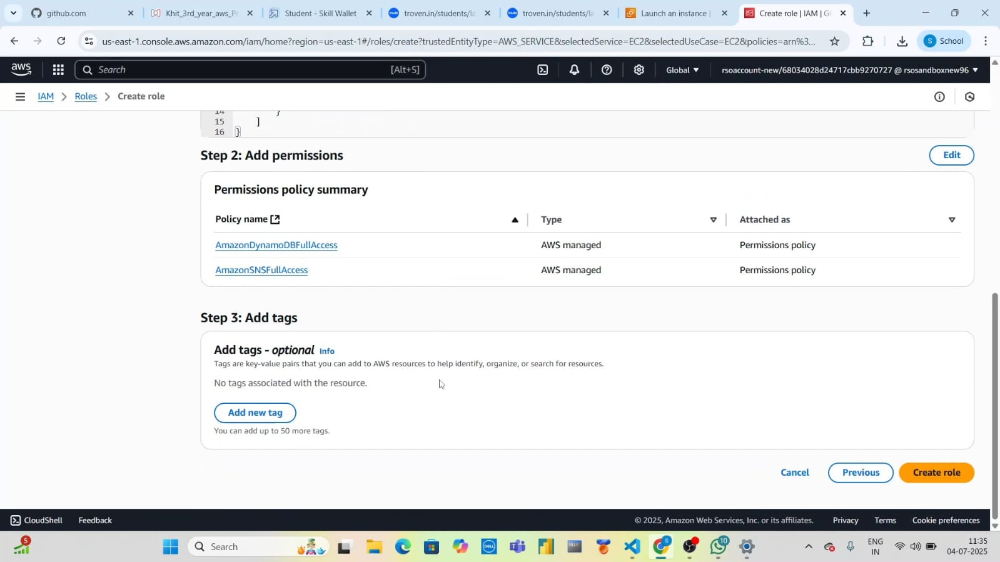 github.com
Khit_3rd_year_aws_Pr
Student - Skill Wallet
troven.in/students/la
troven.in/students/la
Launch an instance |
Create role | IAM | Gl
us-east-1.console.aws.amazon.com/iam/home?region=us-east-1#/roles/create?trustedEntityType=AWS_SERVICE&selectedService=EC2&selectedUseCase=EC2&policies=arn%3...
S School
aws
Search [Alt+S]
Global
rsoaccount-new/68034028d24717cbb9270727 @ rsosandboxnew96
IAM > Roles > Create role
14 }
15 ]
16 }
Step 2: Add permissions
Edit
Permissions policy summary
Policy name Type Attached as
AmazonDynamoDBFullAccess AWS managed Permissions policy
AmazonSNSFullAccess AWS managed Permissions policy
Step 3: Add tags
Add tags - optional Info
Tags are key-value pairs that you can add to AWS resources to help identify, organize, or search for resources.
No tags associated with the resource.
Add new tag
You can add up to 50 more tags.
Cancel Previous Create role
CloudShell Feedback © 2025, Amazon Web Services, Inc. or its affiliates. Privacy Terms Cookie preferences
5
Search
DELL
SQL
S
10
ENG
IN
11:35
04-07-2025